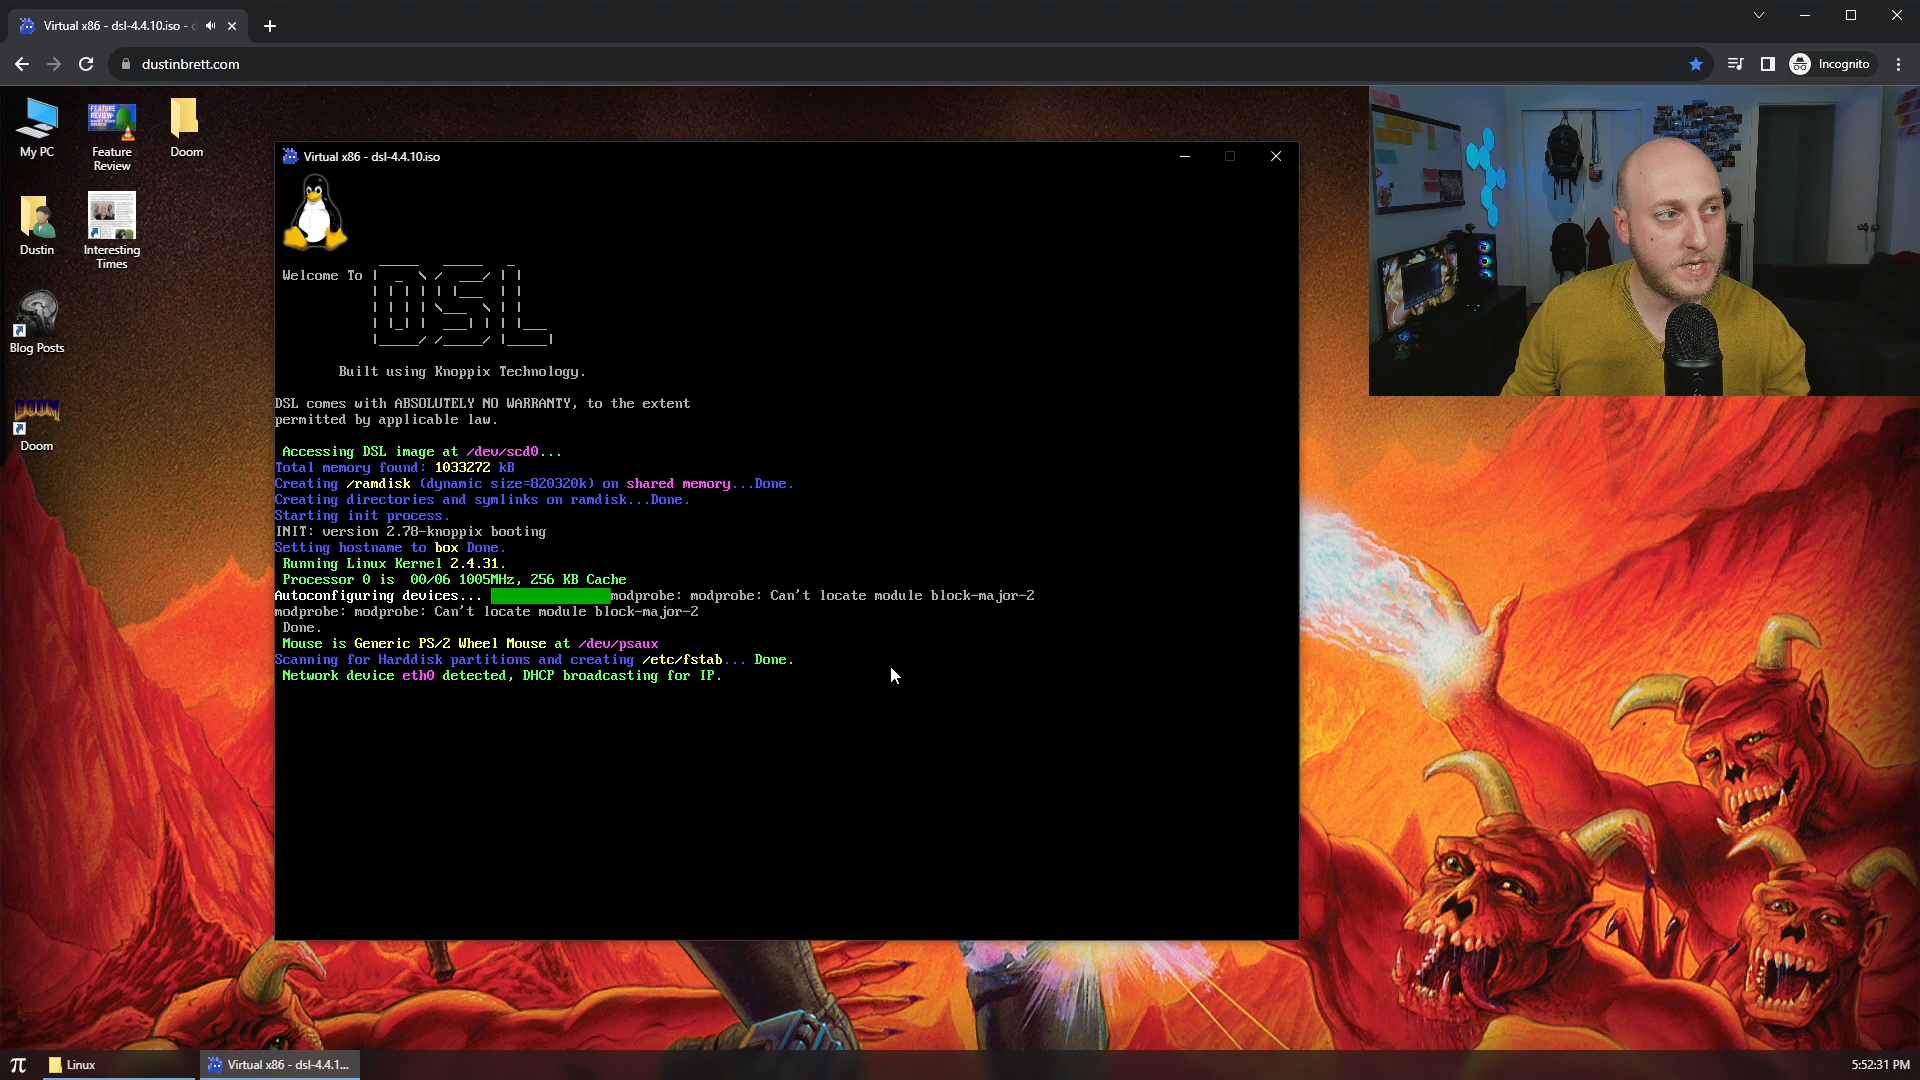 Virtual x86 - dsl-4.4.10.iso -
dustinbrett.com
Incognito
My PC
FEATURE
REVIEW
Feature
Review
Doom
Dustin
Interesting
Times
Blog Posts
DOOM
Doom
Virtual x86 - dsl-4.4.10.iso
Welcome To
DSL
Built using Knoppix Technology.
DSL comes with ABSOLUTELY NO WARRANTY, to the extent
permitted by applicable law.
Accessing DSL image at /dev/scd0...
Total memory found: 1033272 kB
Creating /ramdisk (dynamic size=820320k) on shared memory...Done.
Creating directories and symlinks on ramdisk...Done.
Starting init process.
INIT: version 2.78-knoppix booting
Setting hostname to box Done.
Running Linux Kernel 2.4.31.
Processor 0 is  00/06 1005MHz, 256 KB Cache
Autoconfiguring devices... modprobe: modprobe: Can't locate module block-major-2
modprobe: modprobe: Can't locate module block-major-2
Done.
Mouse is Generic PS/2 Wheel Mouse at /dev/psaux
Scanning for Harddisk partitions and creating /etc/fstab... Done.
Network device eth0 detected, DHCP broadcasting for IP.
π
Linux
Virtual x86 - dsl-4.4.1...
5:52:31 PM